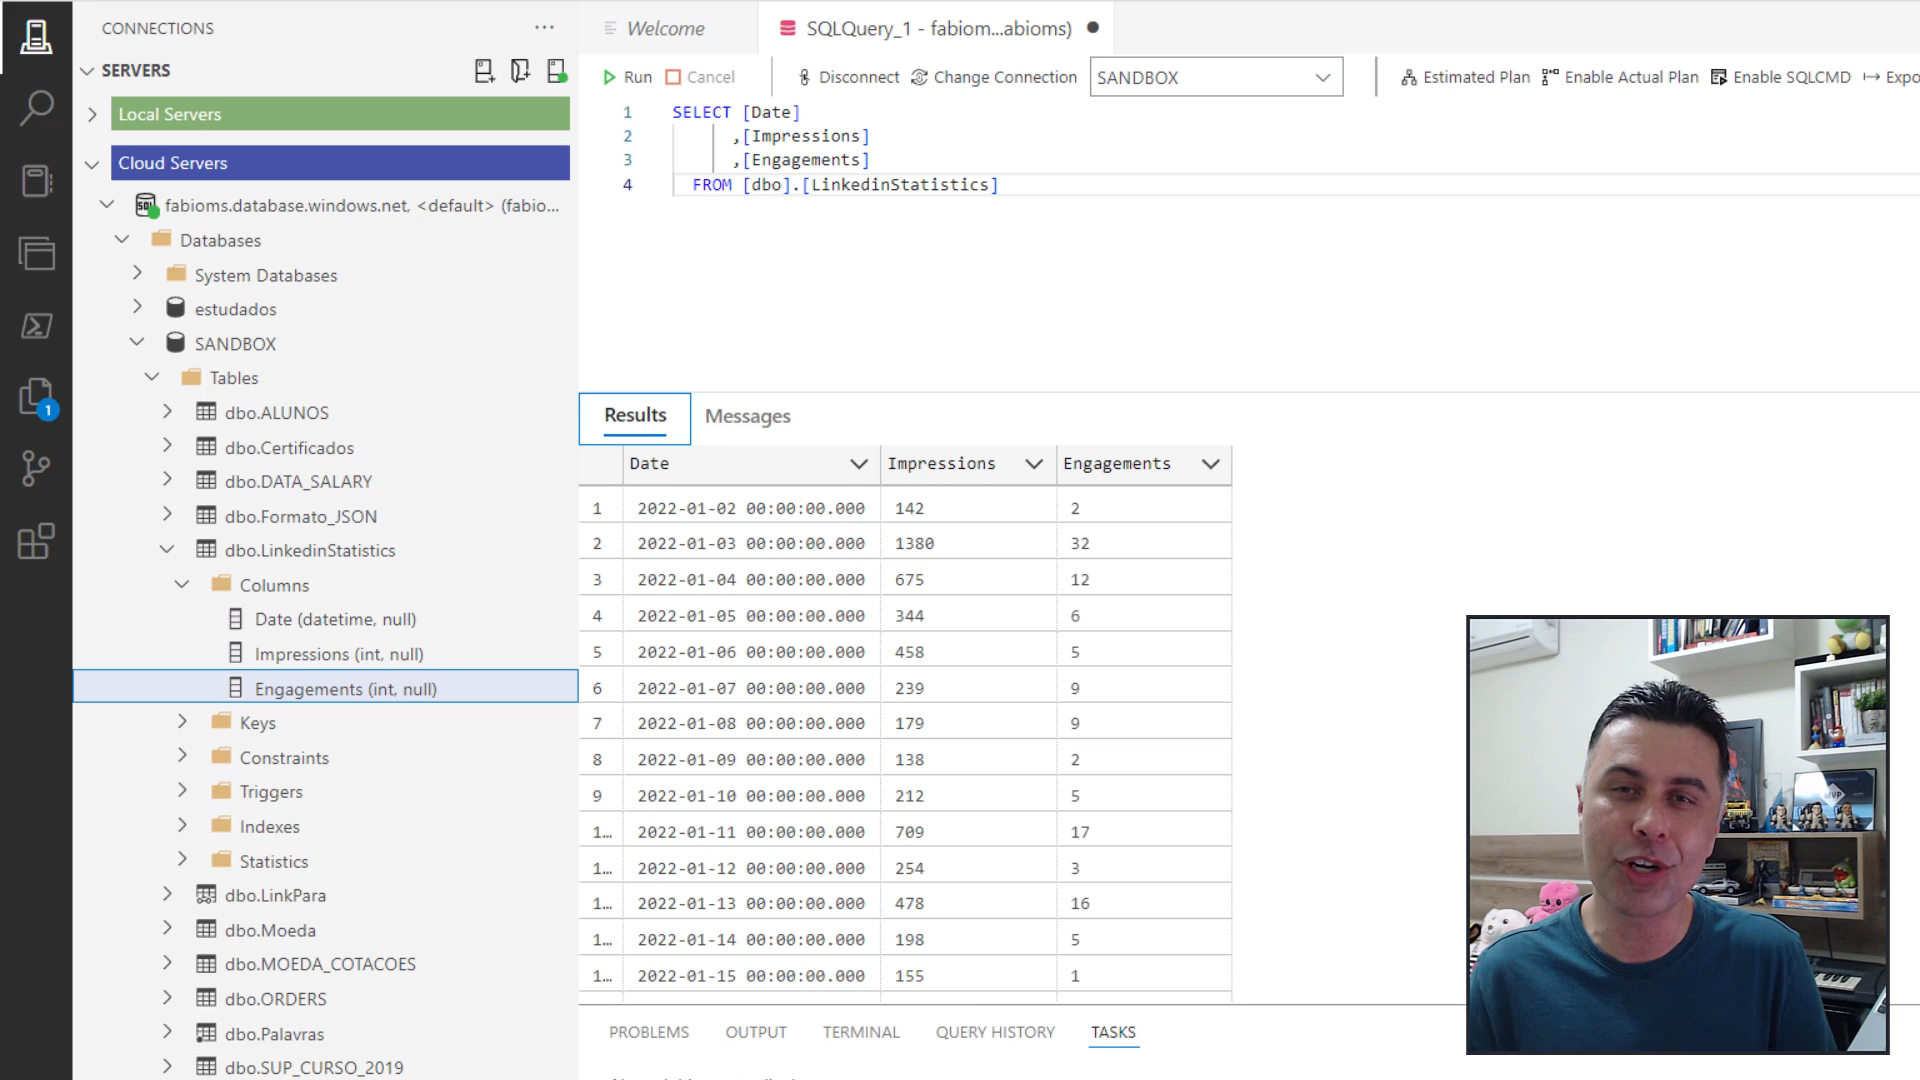 CONNECTIONS
SERVERS
Local Servers
Cloud Servers
fabioms.database.windows.net, <default> (fabio...
Databases
System Databases
estudados
SANDBOX
Tables
dbo.ALUNOS
dbo.Certificados
dbo.DATA_SALARY
dbo.Formato_JSON
dbo.LinkedinStatistics
Columns
Date (datetime, null)
Impressions (int, null)
Engagements (int, null)
Keys
Constraints
Triggers
Indexes
Statistics
dbo.LinkPara
dbo.Moeda
dbo.MOEDA_COTACOES
dbo.ORDERS
dbo.Palavras
dbo.SUP_CURSO_2019
1
Welcome
SQLQuery_1 - fabiom...abioms)
Run Cancel Disconnect Change Connection SANDBOX Estimated Plan Enable Actual Plan Enable SQLCMD Expo
1 SELECT [Date]
2 ,[Impressions]
3 ,[Engagements]
4 FROM [dbo].[LinkedinStatistics]
Results Messages
Date Impressions Engagements
1 2022-01-02 00:00:00.000 142 2
2 2022-01-03 00:00:00.000 1380 32
3 2022-01-04 00:00:00.000 675 12
4 2022-01-05 00:00:00.000 344 6
5 2022-01-06 00:00:00.000 458 5
6 2022-01-07 00:00:00.000 239 9
7 2022-01-08 00:00:00.000 179 9
8 2022-01-09 00:00:00.000 138 2
9 2022-01-10 00:00:00.000 212 5
1... 2022-01-11 00:00:00.000 709 17
1... 2022-01-12 00:00:00.000 254 3
1... 2022-01-13 00:00:00.000 478 16
1... 2022-01-14 00:00:00.000 198 5
1... 2022-01-15 00:00:00.000 155 1
PROBLEMS OUTPUT TERMINAL QUERY HISTORY TASKS
MVP